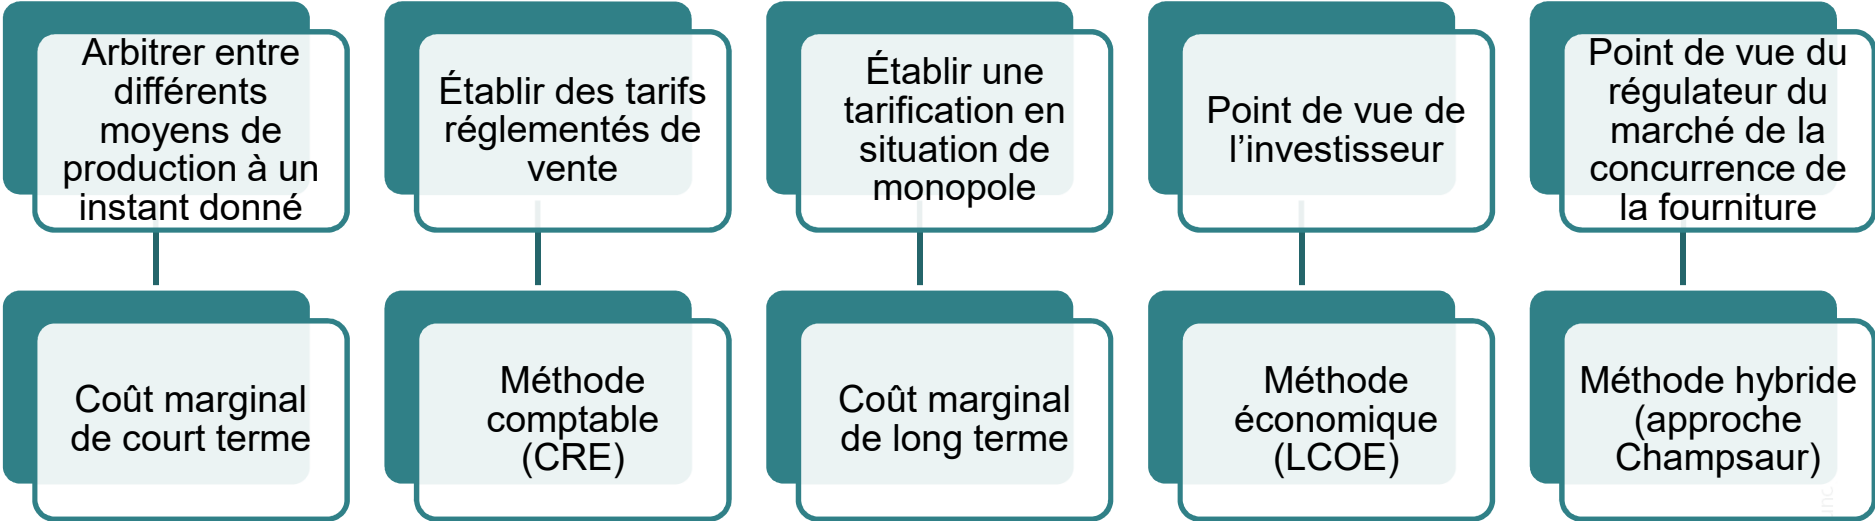 Arbitrer entre
différents
moyens de
production à un
instant donné
Établir des tarifs
réglementés de
vente
Établir une
tarification en
situation de
monopole
Point de vue de
l’investisseur
Point de vue du
régulateur du
marché de la
concurrence de
la fourniture
Coût marginal
de court terme
Méthode
comptable
(CRE)
Coût marginal
de long terme
Méthode
économique
(LCOE)
Méthode hybride
(approche
Champsaur)